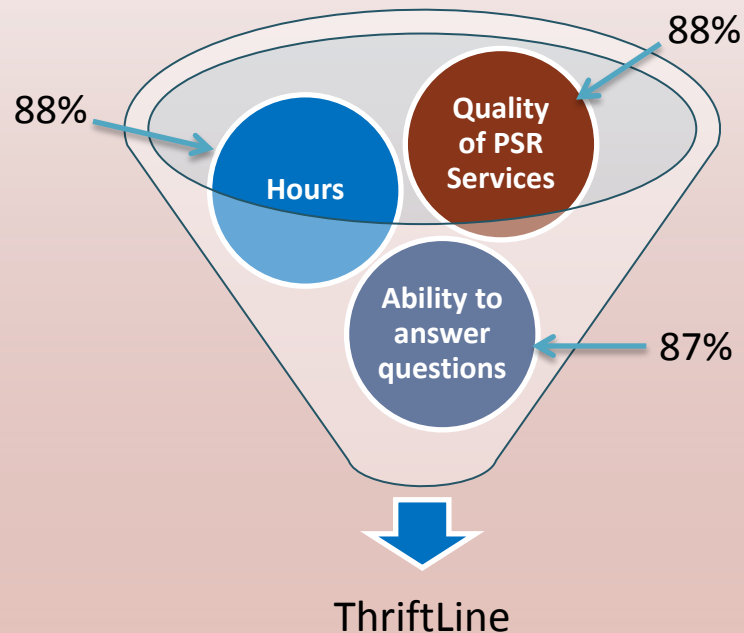 88%
88%
Quality
of PSR
Services
Hours
Ability to
answer
questions
87%
ThriftLine